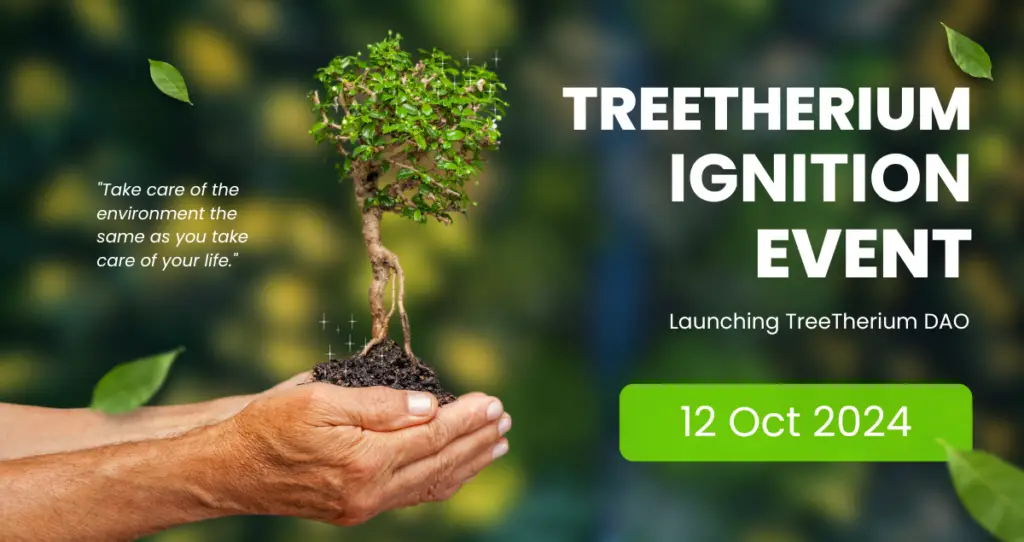 "Take care of the
environment the
same as you take
care of your life."
TREETHERIUM
IGNITION
EVENT
Launching TreeTherium DAO
12 Oct 2024